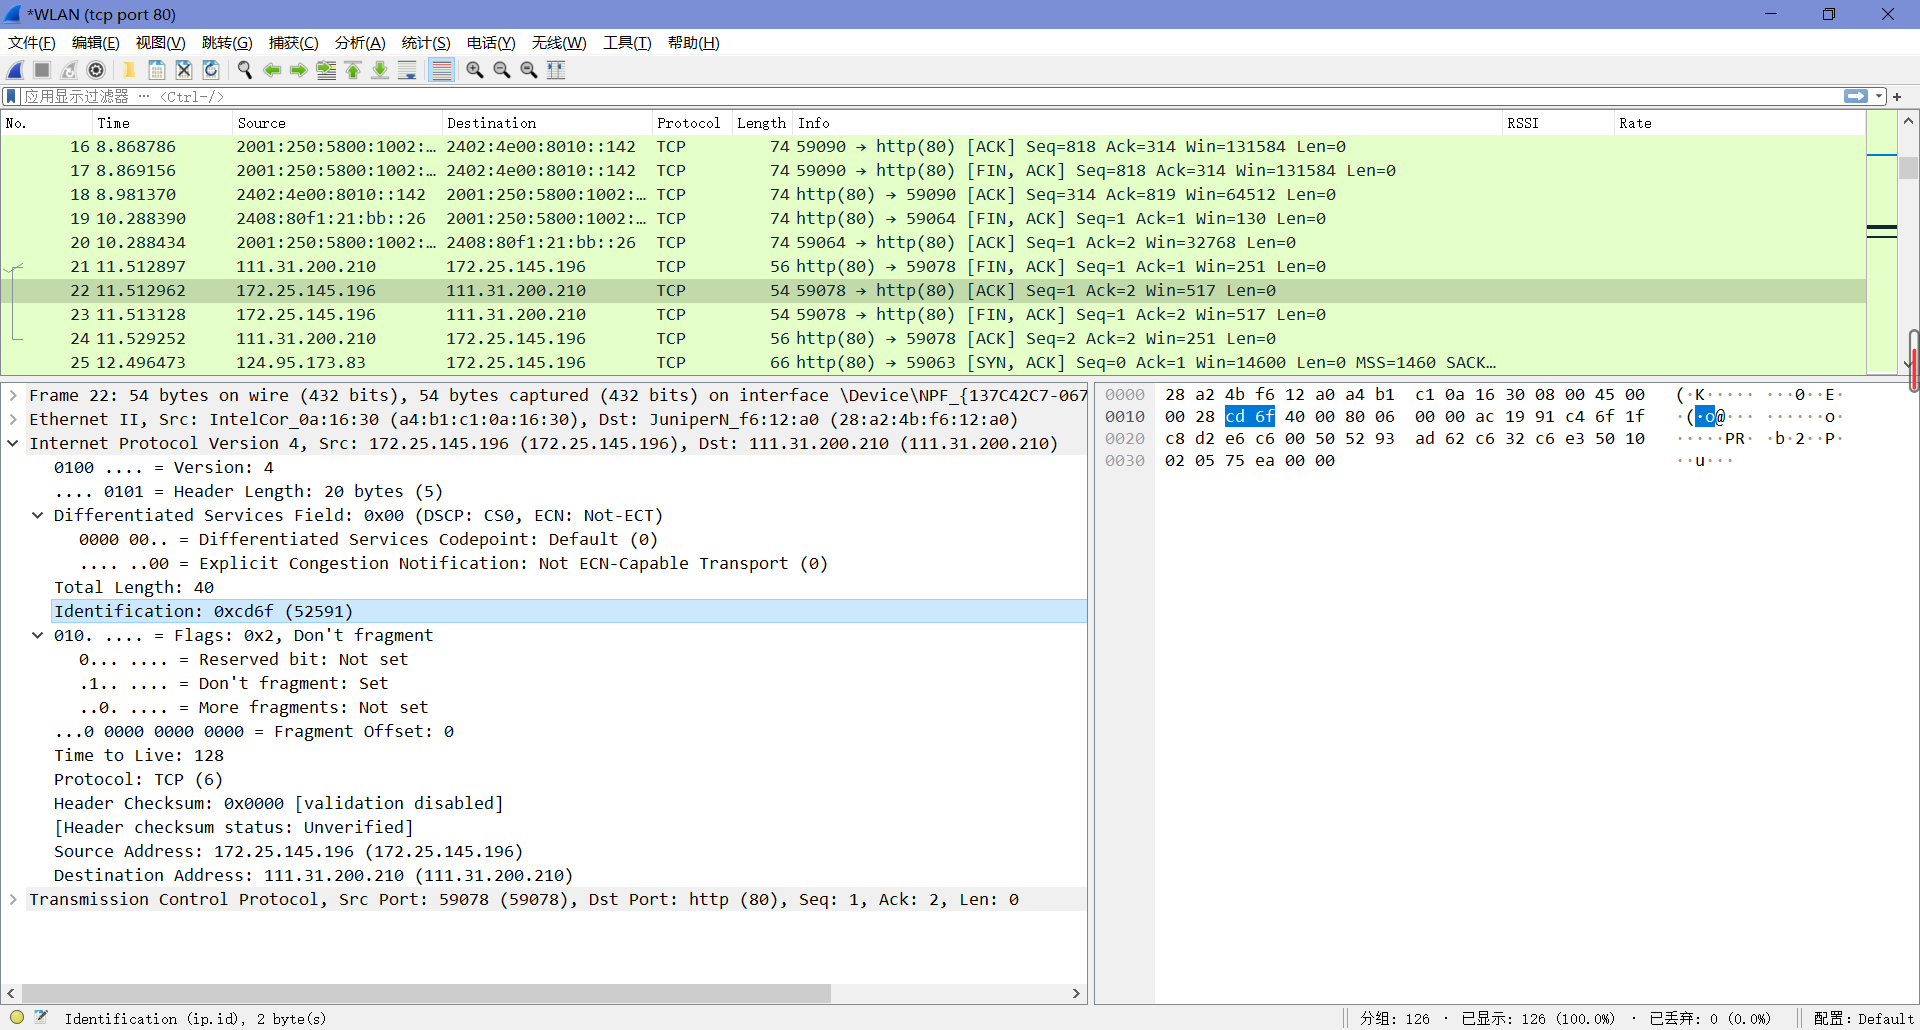 *WLAN (tcp port 80)
文件(F) 编辑(E) 视图(V) 跳转(G) 捕获(C) 分析(A) 统计(S) 电话(Y) 无线(W) 工具(T) 帮助(H)
应用显示过滤器 … <Ctrl-/>
No. Time Source Destination Protocol Length Info RSSI Rate
16 8.868786 2001:250:5800:1002:… 2402:4e00:8010::142 TCP 74 59090 → http(80) [ACK] Seq=818 Ack=314 Win=131584 Len=0
17 8.869156 2001:250:5800:1002:… 2402:4e00:8010::142 TCP 74 59090 → http(80) [FIN, ACK] Seq=818 Ack=314 Win=131584 Len=0
18 8.981370 2402:4e00:8010::142 2001:250:5800:1002:… TCP 74 http(80) → 59090 [ACK] Seq=314 Ack=819 Win=64512 Len=0
19 10.288390 2408:80f1:21:bb::26 2001:250:5800:1002:… TCP 74 http(80) → 59064 [FIN, ACK] Seq=1 Ack=1 Win=130 Len=0
20 10.288434 2001:250:5800:1002:… 2408:80f1:21:bb::26 TCP 74 59064 → http(80) [ACK] Seq=1 Ack=2 Win=32768 Len=0
21 11.512897 111.31.200.210 172.25.145.196 TCP 56 http(80) → 59078 [FIN, ACK] Seq=1 Ack=1 Win=251 Len=0
22 11.512962 172.25.145.196 111.31.200.210 TCP 54 59078 → http(80) [ACK] Seq=1 Ack=2 Win=517 Len=0
23 11.513128 172.25.145.196 111.31.200.210 TCP 54 59078 → http(80) [FIN, ACK] Seq=1 Ack=2 Win=517 Len=0
24 11.529252 111.31.200.210 172.25.145.196 TCP 56 http(80) → 59078 [ACK] Seq=2 Ack=2 Win=251 Len=0
25 12.496473 124.95.173.83 172.25.145.196 TCP 66 http(80) → 59063 [SYN, ACK] Seq=0 Ack=1 Win=14600 Len=0 MSS=1460 SACK…
Frame 22: 54 bytes on wire (432 bits), 54 bytes captured (432 bits) on interface \Device\NPF_{137C42C7-067
Ethernet II, Src: IntelCor_0a:16:30 (a4:b1:c1:0a:16:30), Dst: JuniperN_f6:12:a0 (28:a2:4b:f6:12:a0)
Internet Protocol Version 4, Src: 172.25.145.196 (172.25.145.196), Dst: 111.31.200.210 (111.31.200.210)
0100 .... = Version: 4
.... 0101 = Header Length: 20 bytes (5)
Differentiated Services Field: 0x00 (DSCP: CS0, ECN: Not-ECT)
0000 00.. = Differentiated Services Codepoint: Default (0)
.... ..00 = Explicit Congestion Notification: Not ECN-Capable Transport (0)
Total Length: 40
Identification: 0xcd6f (52591)
010. .... = Flags: 0x2, Don't fragment
0... .... = Reserved bit: Not set
.1.. .... = Don't fragment: Set
..0. .... = More fragments: Not set
...0 0000 0000 0000 = Fragment Offset: 0
Time to Live: 128
Protocol: TCP (6)
Header Checksum: 0x0000 [validation disabled]
[Header checksum status: Unverified]
Source Address: 172.25.145.196 (172.25.145.196)
Destination Address: 111.31.200.210 (111.31.200.210)
Transmission Control Protocol, Src Port: 59078 (59078), Dst Port: http (80), Seq: 1, Ack: 2, Len: 0
0000 28 a2 4b f6 12 a0 a4 b1 c1 0a 16 30 08 00 45 00 (·K····· ···0··E·
0010 00 28 cd 6f 40 00 80 06 00 00 ac 19 91 c4 6f 1f ·(·o@··· ······o·
0020 c8 d2 e6 c6 00 50 52 93 ad 62 c6 32 c6 e3 50 10 ·····PR· ·b·2··P·
0030 02 05 75 ea 00 00 ··u···
Identification (ip.id), 2 byte(s)
分组: 126 · 已显示: 126 (100.0%) · 已丢弃: 0 (0.0%)
配置: Default